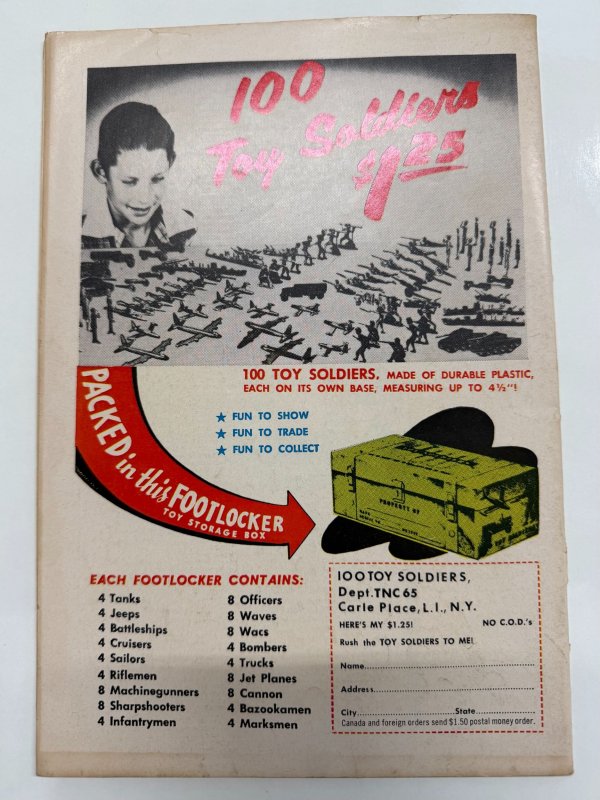 100
Toy Soldiers
$1.25
100 TOY SOLDIERS, MADE OF DURABLE PLASTIC,
EACH ON ITS OWN BASE, MEASURING UP TO 4½"!
PACKED in this FOOTLOCKER
TOY STORAGE BOX
★ FUN TO SHOW
★ FUN TO TRADE
★ FUN TO COLLECT
PROPERTY OF
EACH FOOTLOCKER CONTAINS:
4 Tanks
4 Jeeps
4 Battleships
4 Cruisers
4 Sailors
4 Riflemen
8 Machinegunners
8 Sharpshooters
4 Infantrymen
8 Officers
8 Waves
8 Wacs
4 Bombers
4 Trucks
8 Jet Planes
8 Cannon
4 Bazookamen
4 Marksmen
100 TOY SOLDIERS,
Dept. TNC 65
Carle Place, L.I., N.Y.
HERE'S MY $1.25! NO C.O.D.'s
Rush the TOY SOLDIERS TO ME!
Name
Address
City State
Canada and foreign orders send $1.50 postal money order.